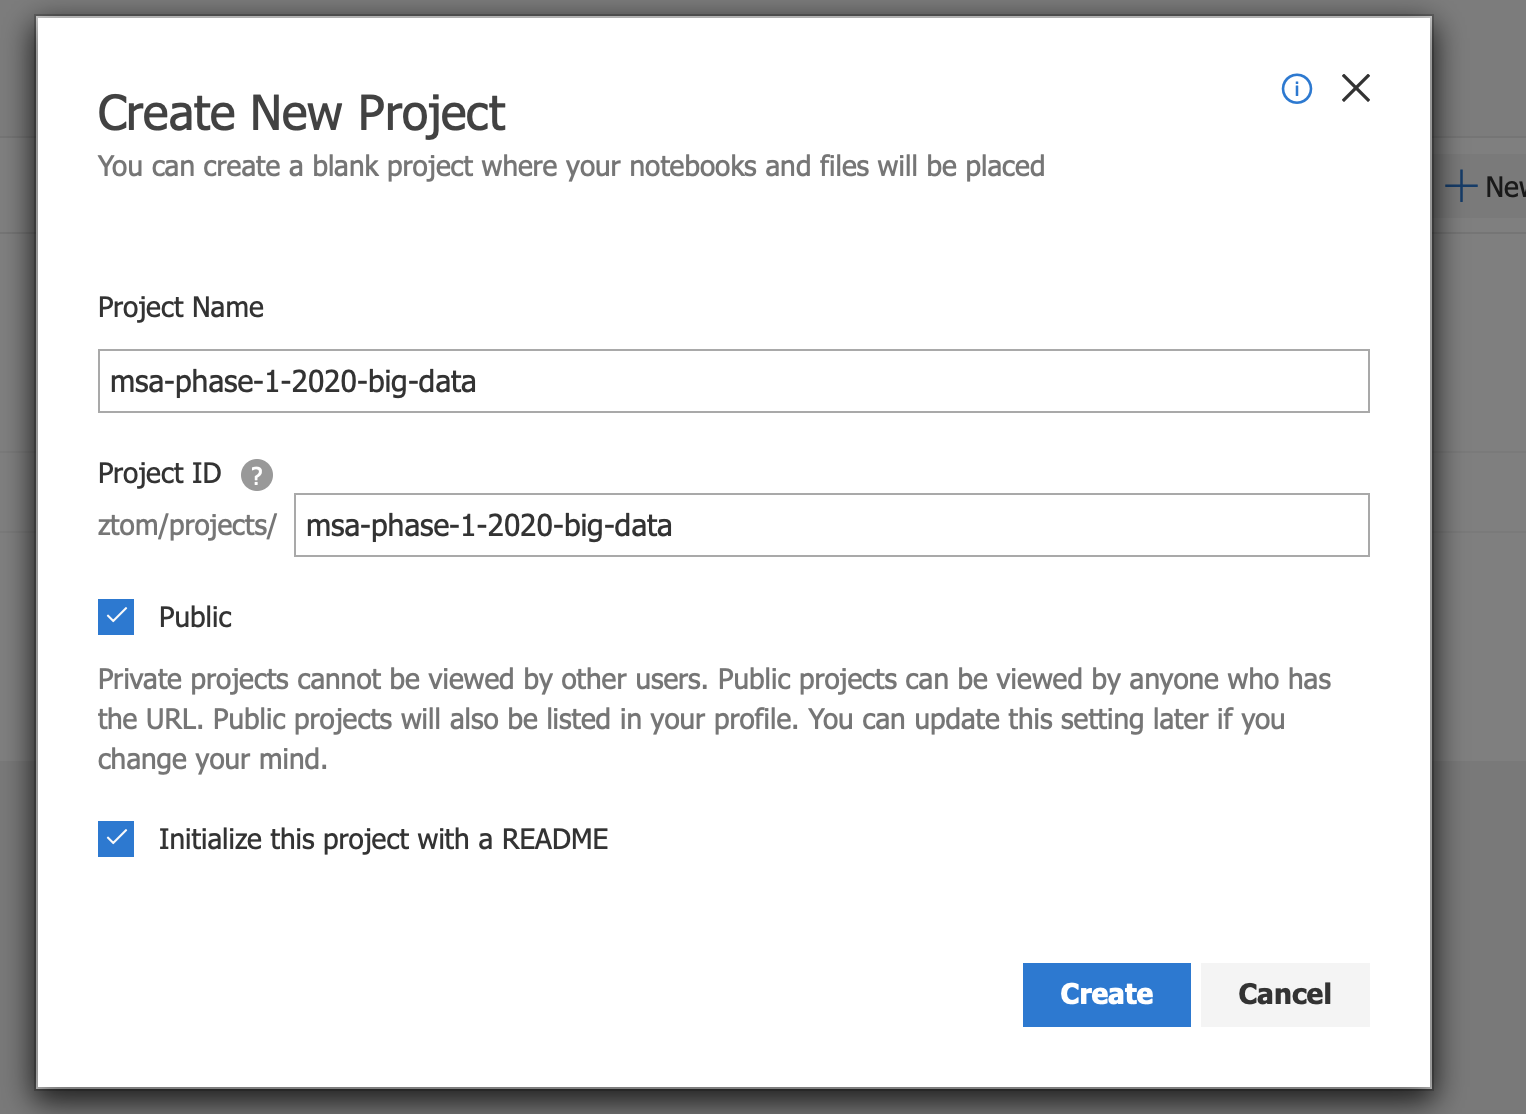 Create New Project
You can create a blank project where your notebooks and files will be placed
New
Project Name
msa-phase-1-2020-big-data
Project ID ?
ztom/projects/ msa-phase-1-2020-big-data
Public
Private projects cannot be viewed by other users. Public projects can be viewed by anyone who has
the URL. Public projects will also be listed in your profile. You can update this setting later if you
change your mind.
Initialize this project with a README
Create Cancel